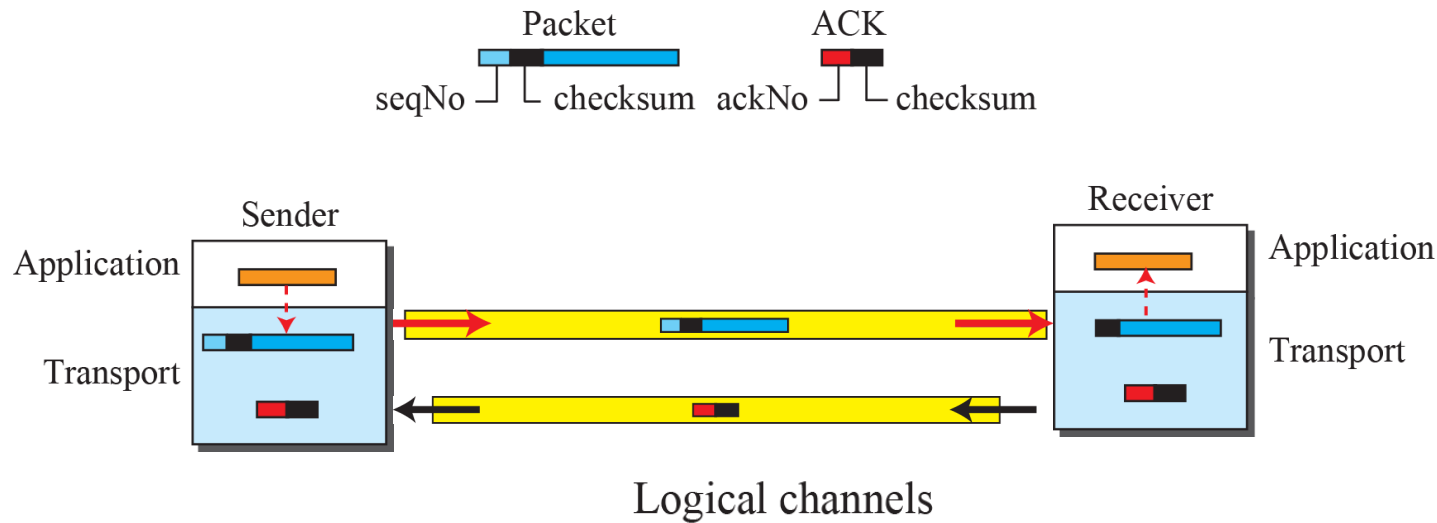 Packet ACK
seqNo checksum ackNo checksum
Sender Receiver
Application Application
Transport Transport
Logical channels